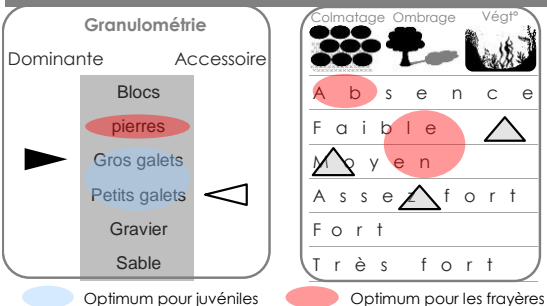 Granulométrie
Dominante Accessoire
Blocs
pierres
Gros galets
Petits galets
Gravier
Sable
Colmatage Ombrage Végt°
Absence
Faible
Moyen
Assez fort
Fort
Très fort
Optimum pour juvéniles Optimum pour les frayères